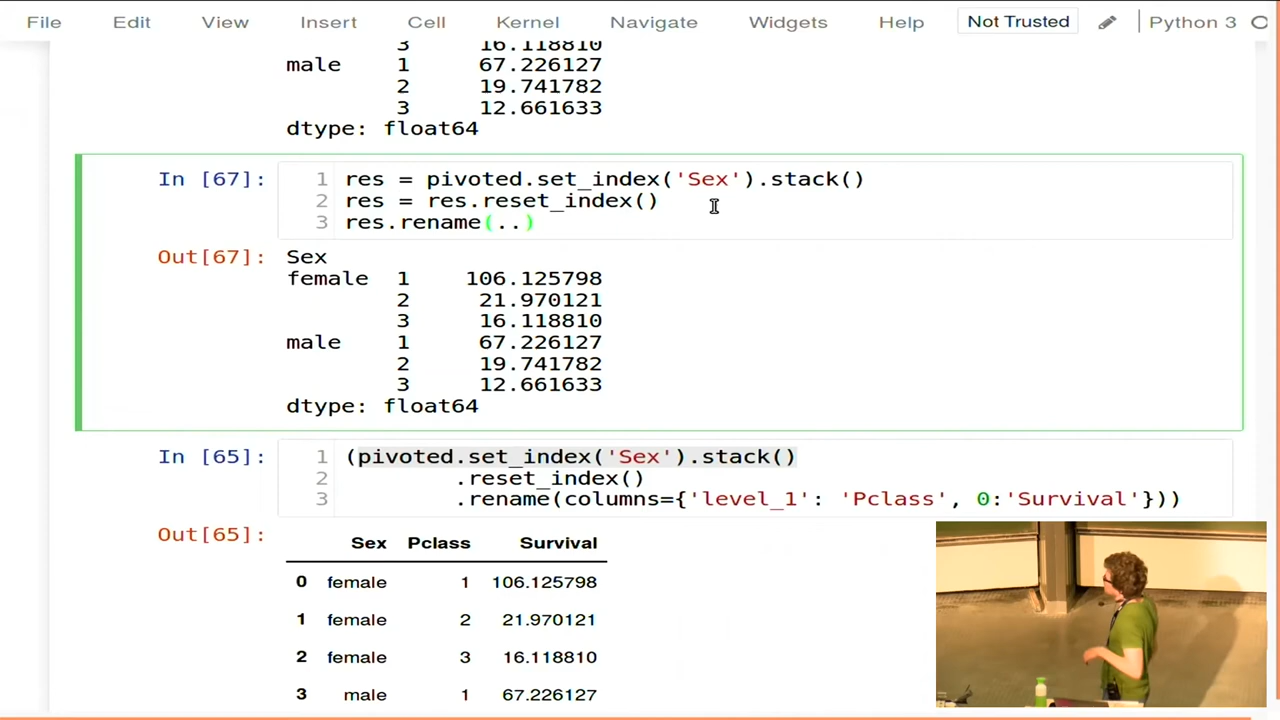 File Edit View Insert Cell Kernel Navigate Widgets Help Not Trusted Python 3
3 16.118810
male 1 67.226127
2 19.741782
3 12.661633
dtype: float64
In [67]: 1 res = pivoted.set_index('Sex').stack()
2 res = res.reset_index()
3 res.rename(..)
Out[67]: Sex
female 1 106.125798
2 21.970121
3 16.118810
male 1 67.226127
2 19.741782
3 12.661633
dtype: float64
In [65]: 1 (pivoted.set_index('Sex').stack()
2 .reset_index()
3 .rename(columns={'level_1': 'Pclass', 0:'Survival'}))
Out[65]:
Sex Pclass Survival
0 female 1 106.125798
1 female 2 21.970121
2 female 3 16.118810
3 male 1 67.226127